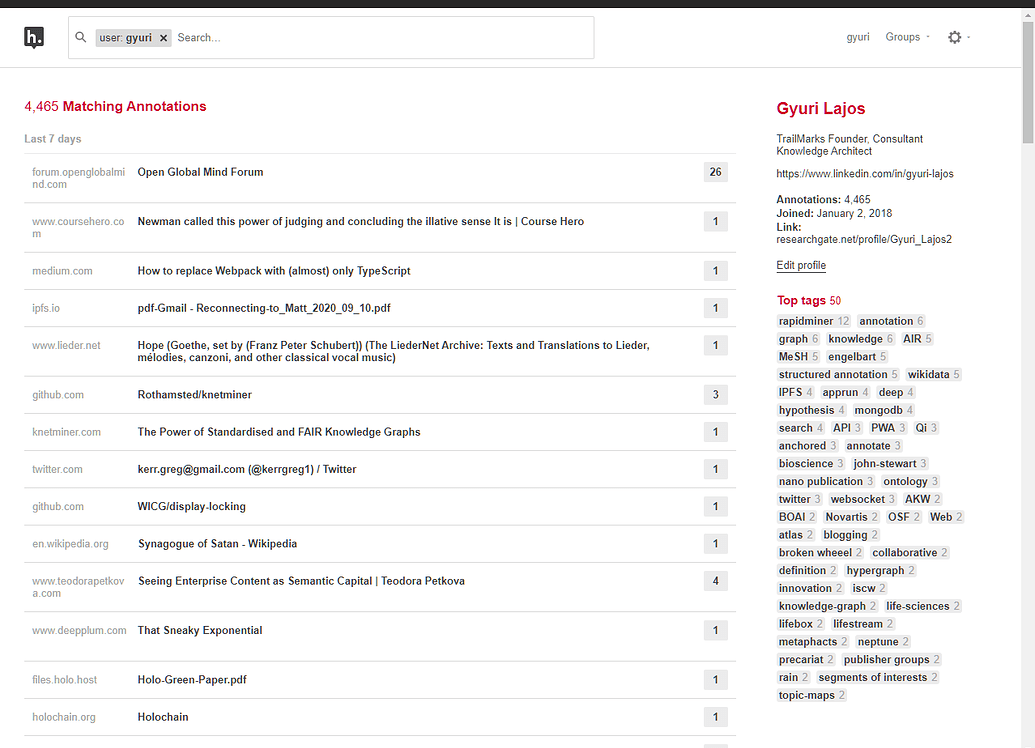 h.
user: gyuri ×
Search...
gyuri
Groups
4,465 Matching Annotations
Last 7 days
forum.openglobalmi
nd.com
Open Global Mind Forum
26
www.coursehero.co
m
Newman called this power of judging and concluding the illative sense It is | Course Hero
1
medium.com
How to replace Webpack with (almost) only TypeScript
1
ipfs.io
pdf-Gmail - Reconnecting-to_Matt_2020_09_10.pdf
1
www.lieder.net
Hope (Goethe, set by (Franz Peter Schubert)) (The LiederNet Archive: Texts and Translations to Lieder,
mélodies, canzoni, and other classical vocal music)
1
github.com
Rothamsted/knetminer
3
knetminer.com
The Power of Standardised and FAIR Knowledge Graphs
1
twitter.com
kerr.greg@gmail.com (@kerrgreg1) / Twitter
1
github.com
WICG/display-locking
1
en.wikipedia.org
Synagogue of Satan - Wikipedia
1
www.teodorapetkov
a.com
Seeing Enterprise Content as Semantic Capital | Teodora Petkova
4
www.deepplum.com
That Sneaky Exponential
1
files.holo.host
Holo-Green-Paper.pdf
1
holochain.org
Holochain
1
Gyuri Lajos
TrailMarks Founder, Consultant
Knowledge Architect
https://www.linkedin.com/in/gyuri-lajos
Annotations: 4,465
Joined: January 2, 2018
Link:
researchgate.net/profile/Gyuri_Lajos2
Edit profile
Top tags 50
rapidminer 12 annotation 6
graph 6 knowledge 6 AIR 5
MeSH 5 engelbart 5
structured annotation 5 wikidata 5
IPFS 4 apprun 4 deep 4
hypothesis 4 mongodb 4
search 4 API 3 PWA 3 Qi 3
anchored 3 annotate 3
bioscience 3 john-stewart 3
nano publication 3 ontology 3
twitter 3 websocket 3 AKW 2
BOAI 2 Novartis 2 OSF 2 Web 2
atlas 2 blogging 2
broken wheeel 2 collaborative 2
definition 2 hypergraph 2
innovation 2 iscw 2
knowledge-graph 2 life-sciences 2
lifebox 2 lifestream 2
metaphacts 2 neptune 2
precariat 2 publisher groups 2
rain 2 segments of interests 2
topic-maps 2